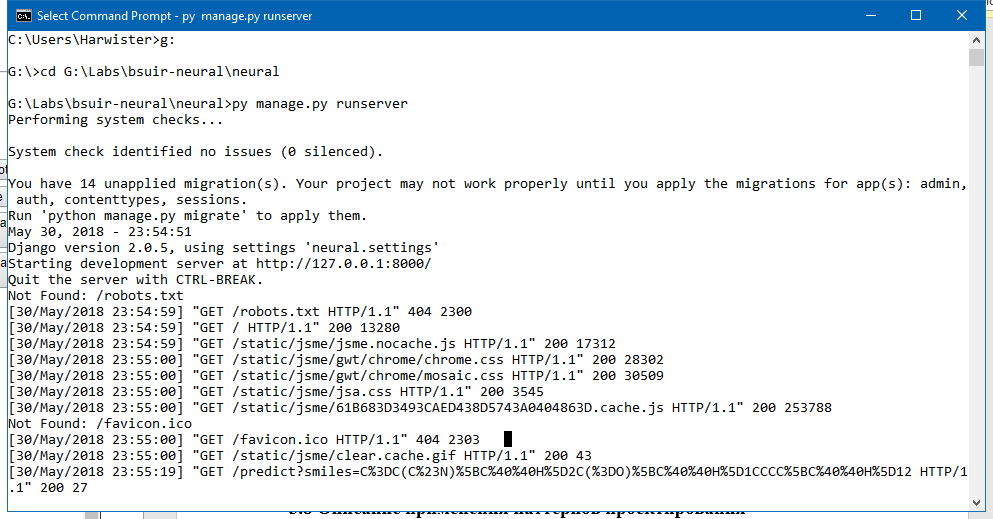 Select Command Prompt - py  manage.py runserver
C:\Users\Harwister>g:
G:\>cd G:\Labs\bsuir-neural\neural
G:\Labs\bsuir-neural\neural>py manage.py runserver
Performing system checks...
System check identified no issues (0 silenced).
You have 14 unapplied migration(s). Your project may not work properly until you apply the migrations for app(s): admin,
 auth, contenttypes, sessions.
Run 'python manage.py migrate' to apply them.
May 30, 2018 - 23:54:51
Django version 2.0.5, using settings 'neural.settings'
Starting development server at http://127.0.0.1:8000/
Quit the server with CTRL-BREAK.
Not Found: /robots.txt
[30/May/2018 23:54:59] "GET /robots.txt HTTP/1.1" 404 2300
[30/May/2018 23:54:59] "GET / HTTP/1.1" 200 13280
[30/May/2018 23:54:59] "GET /static/jsme/jsme.nocache.js HTTP/1.1" 200 17312
[30/May/2018 23:55:00] "GET /static/jsme/gwt/chrome/chrome.css HTTP/1.1" 200 28302
[30/May/2018 23:55:00] "GET /static/jsme/gwt/chrome/mosaic.css HTTP/1.1" 200 30509
[30/May/2018 23:55:00] "GET /static/jsme/jsa.css HTTP/1.1" 200 3545
[30/May/2018 23:55:00] "GET /static/jsme/61B683D3493CAED438D5743A0404863D.cache.js HTTP/1.1" 200 253788
Not Found: /favicon.ico
[30/May/2018 23:55:00] "GET /favicon.ico HTTP/1.1" 404 2303
[30/May/2018 23:55:00] "GET /static/jsme/clear.cache.gif HTTP/1.1" 200 43
[30/May/2018 23:55:19] "GET /predict?smiles=C%3DC(C%23N)%5BC%40%40H%5D2C(%3DO)%5BC%40%40H%5D1CCCC%5BC%40%40H%5D12 HTTP/1
.1" 200 27